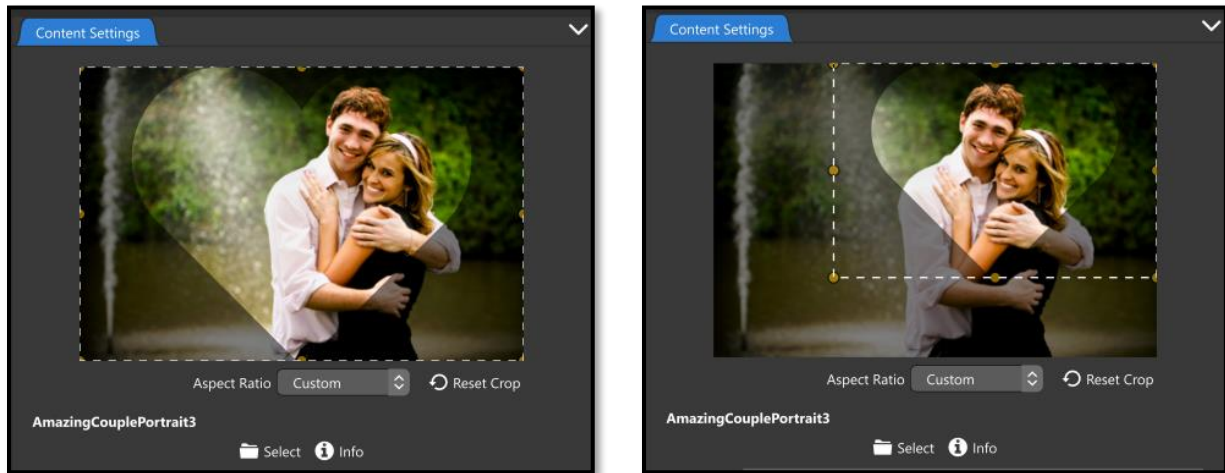 Content Settings
Aspect Ratio Custom Reset Crop
AmazingCouplePortrait3
Select Info
Content Settings
Aspect Ratio Custom Reset Crop
AmazingCouplePortrait3
Select Info